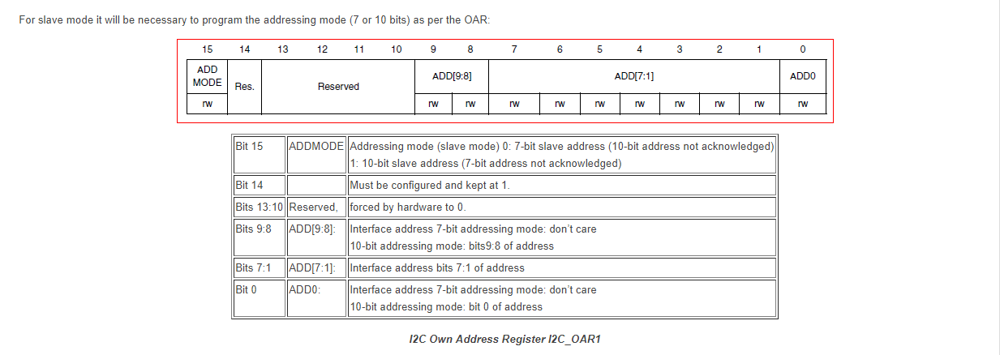 For slave mode it will be necessary to program the addressing mode (7 or 10 bits) as per the OAR:
15 14 13 12 11 10 9 8 7 6 5 4 3 2 1 0
ADD MODE Res. Reserved ADD[9:8] ADD[7:1] ADD0
rw rw rw rw rw rw rw rw rw rw rw
Bit 15 ADDMODE Addressing mode (slave mode) 0: 7-bit slave address (10-bit address not acknowledged)
1: 10-bit slave address (7-bit address not acknowledged)
Bit 14 Must be configured and kept at 1.
Bits 13:10 Reserved, forced by hardware to 0.
Bits 9:8 ADD[9:8]: Interface address 7-bit addressing mode: don’t care
10-bit addressing mode: bits9:8 of address
Bits 7:1 ADD[7:1]: Interface address bits 7:1 of address
Bit 0 ADD0: Interface address 7-bit addressing mode: don’t care
10-bit addressing mode: bit 0 of address
I2C Own Address Register I2C_OAR1